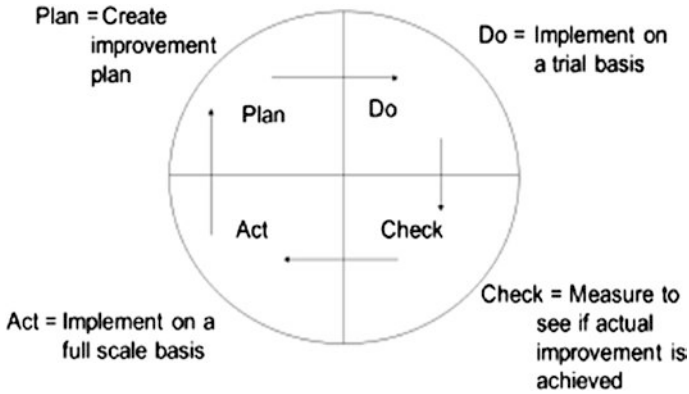 Plan = Create
improvement
plan
Do = Implement on
a trial basis
Plan
Do
Act
Check
Act = Implement on a
full scale basis
Check = Measure to
see if actual
improvement is
achieved